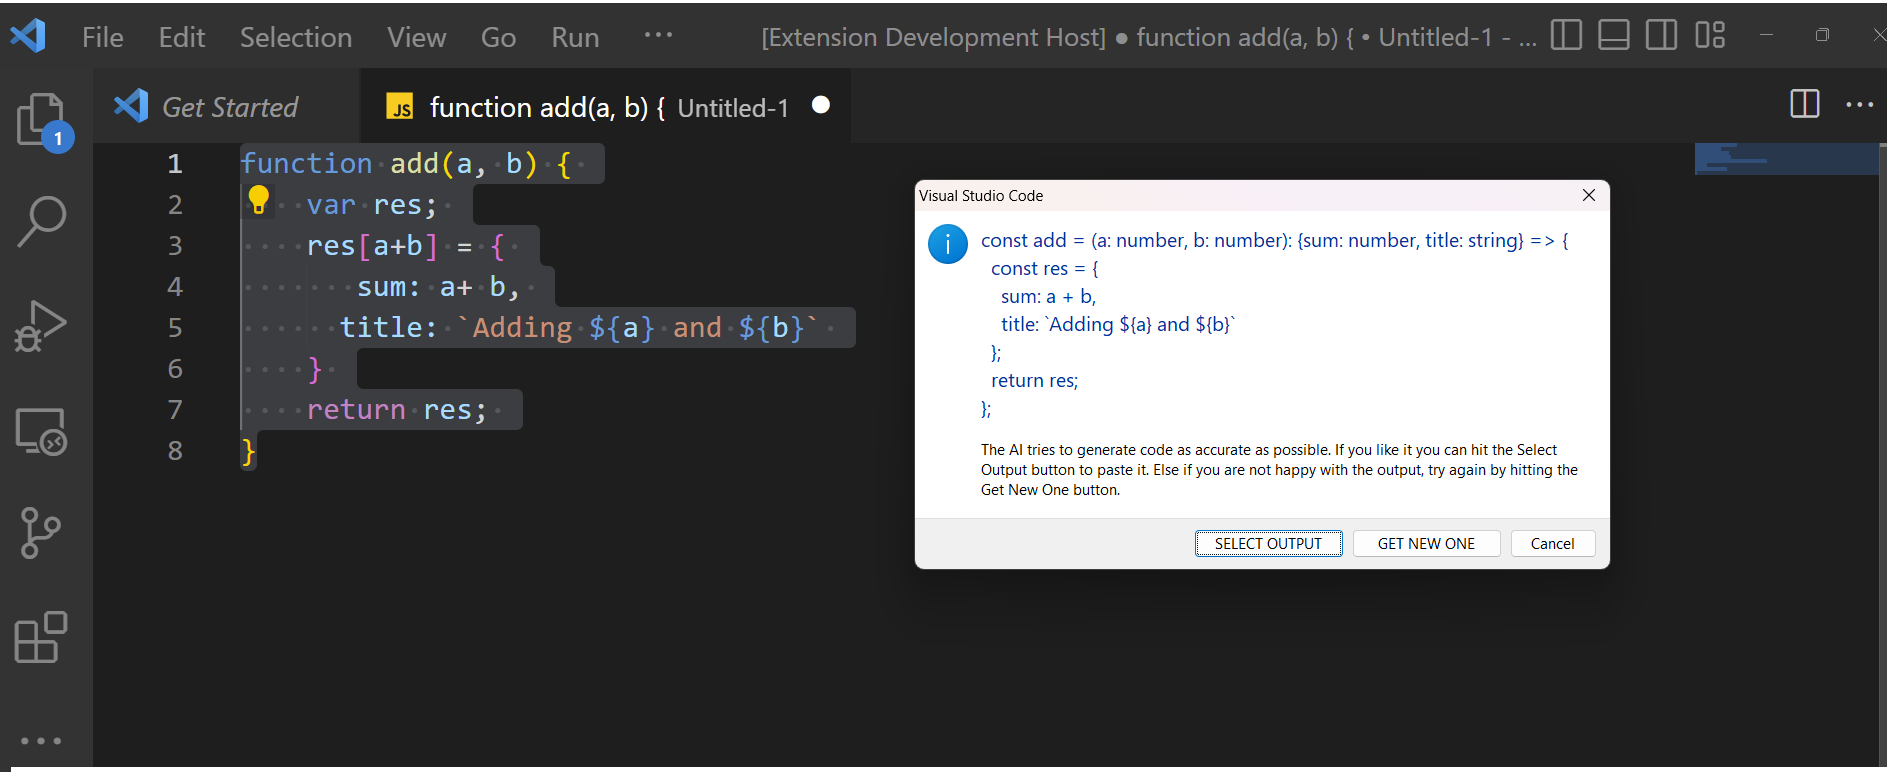 File Edit Selection View Go Run ··· [Extension Development Host] ● function add(a, b) { • Untitled-1 - ...
Get Started
JS function add(a, b) { Untitled-1 ●
1
1 function add(a, b) {
2 var res;
3 res[a+b] = {
4 sum: a+ b,
5 title: `Adding ${a} and ${b}`
6 }
7 return res;
8 }
Visual Studio Code
const add = (a: number, b: number): {sum: number, title: string} => {
const res = {
sum: a + b,
title: `Adding ${a} and ${b}`
};
return res;
};
The AI tries to generate code as accurate as possible. If you like it you can hit the Select
Output button to paste it. Else if you are not happy with the output, try again by hitting the
Get New One button.
SELECT OUTPUT GET NEW ONE Cancel